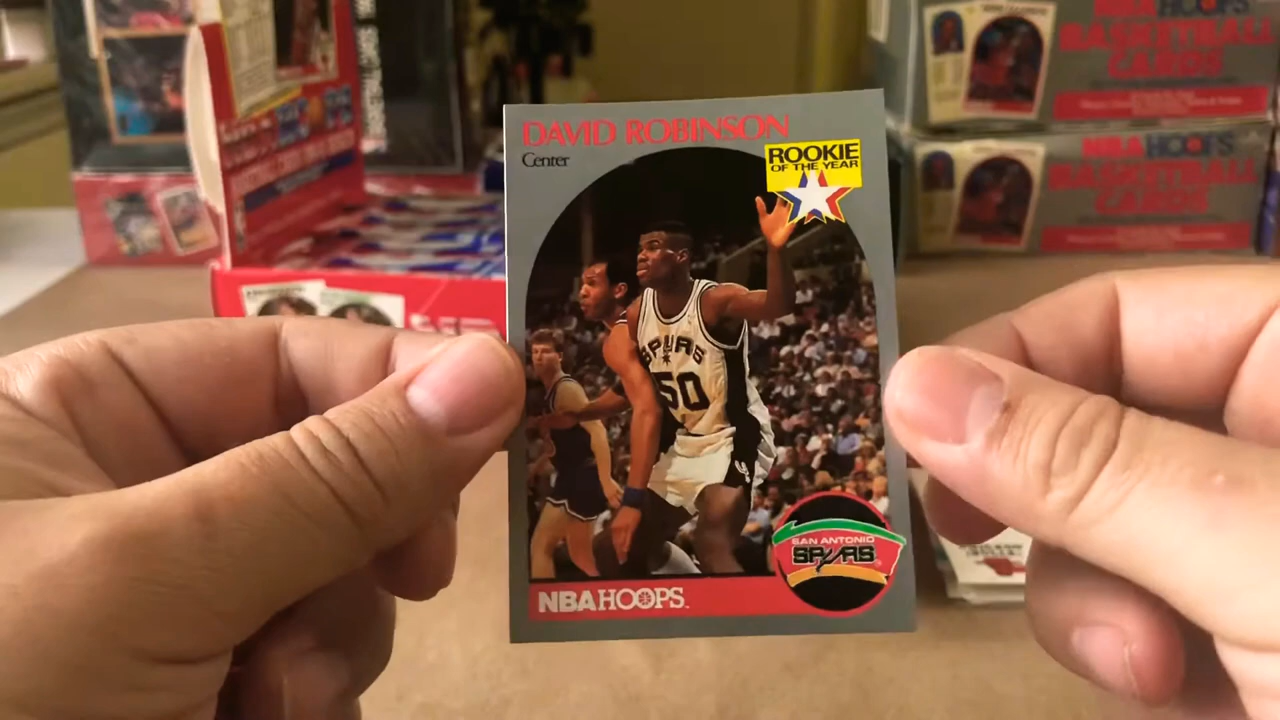 DAVID ROBINSON
Center
ROOKIE
OF THE YEAR
SPURS
50
SAN ANTONIO
SPURS
NBA HOOPS
NBA HOOPS
BASKETBALL
CARDS
NBA HOOPS
BASKETBALL
CARDS